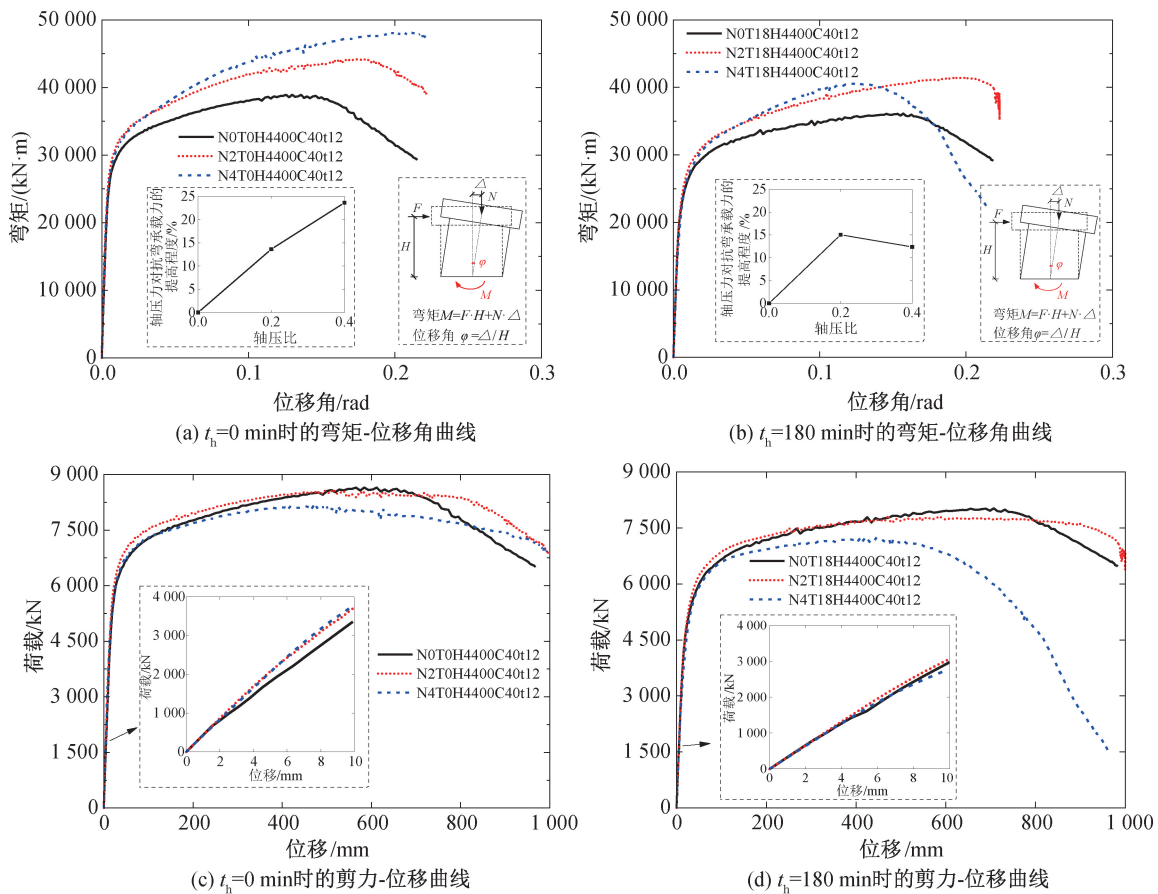 50 000
40 000
30 000
20 000
10 000
0
弯矩/(kN·m)
0.0
0.1
0.2
0.3
位移角/rad
N0T0H4400C40t12
N2T0H4400C40t12
N4T0H4400C40t12
轴压力对抗弯承载力的
提高程度/%
25
20
15
10
5
0
0.0
0.2
0.4
轴压比
△
N
F
H
φ
M
弯矩M=F·H+N·△
位移角 φ=△/H
(a) th=0 min时的弯矩-位移角曲线
50 000
40 000
30 000
20 000
10 000
0
弯矩/(kN·m)
0.0
0.1
0.2
0.3
位移角/rad
N0T18H4400C40t12
N2T18H4400C40t12
N4T18H4400C40t12
轴压力对抗弯承载力的
提高程度/%
25
20
15
10
5
0
0.0
0.2
0.4
轴压比
△
N
F
H
φ
M
弯矩M=F·H+N·△
位移角φ=△/H
(b) th=180 min时的弯矩-位移角曲线
9 000
7 500
6 000
4 500
3 000
1 500
0
荷载/kN
0
200
400
600
800
1 000
位移/mm
4 000
3 000
2 000
1 000
0
荷载/kN
0
2
4
6
8
10
位移/mm
N0T0H4400C40t12
N2T0H4400C40t12
N4T0H4400C40t12
(c) th=0 min时的剪力-位移曲线
9 000
7 500
6 000
4 500
3 000
1 500
0
荷载/kN
0
200
400
600
800
1 000
位移/mm
N0T18H4400C40t12
N2T18H4400C40t12
N4T18H4400C40t12
4 000
3 000
2 000
1 000
0
荷载/kN
0
2
4
6
8
10
位移/mm
(d) th=180 min时的剪力-位移曲线